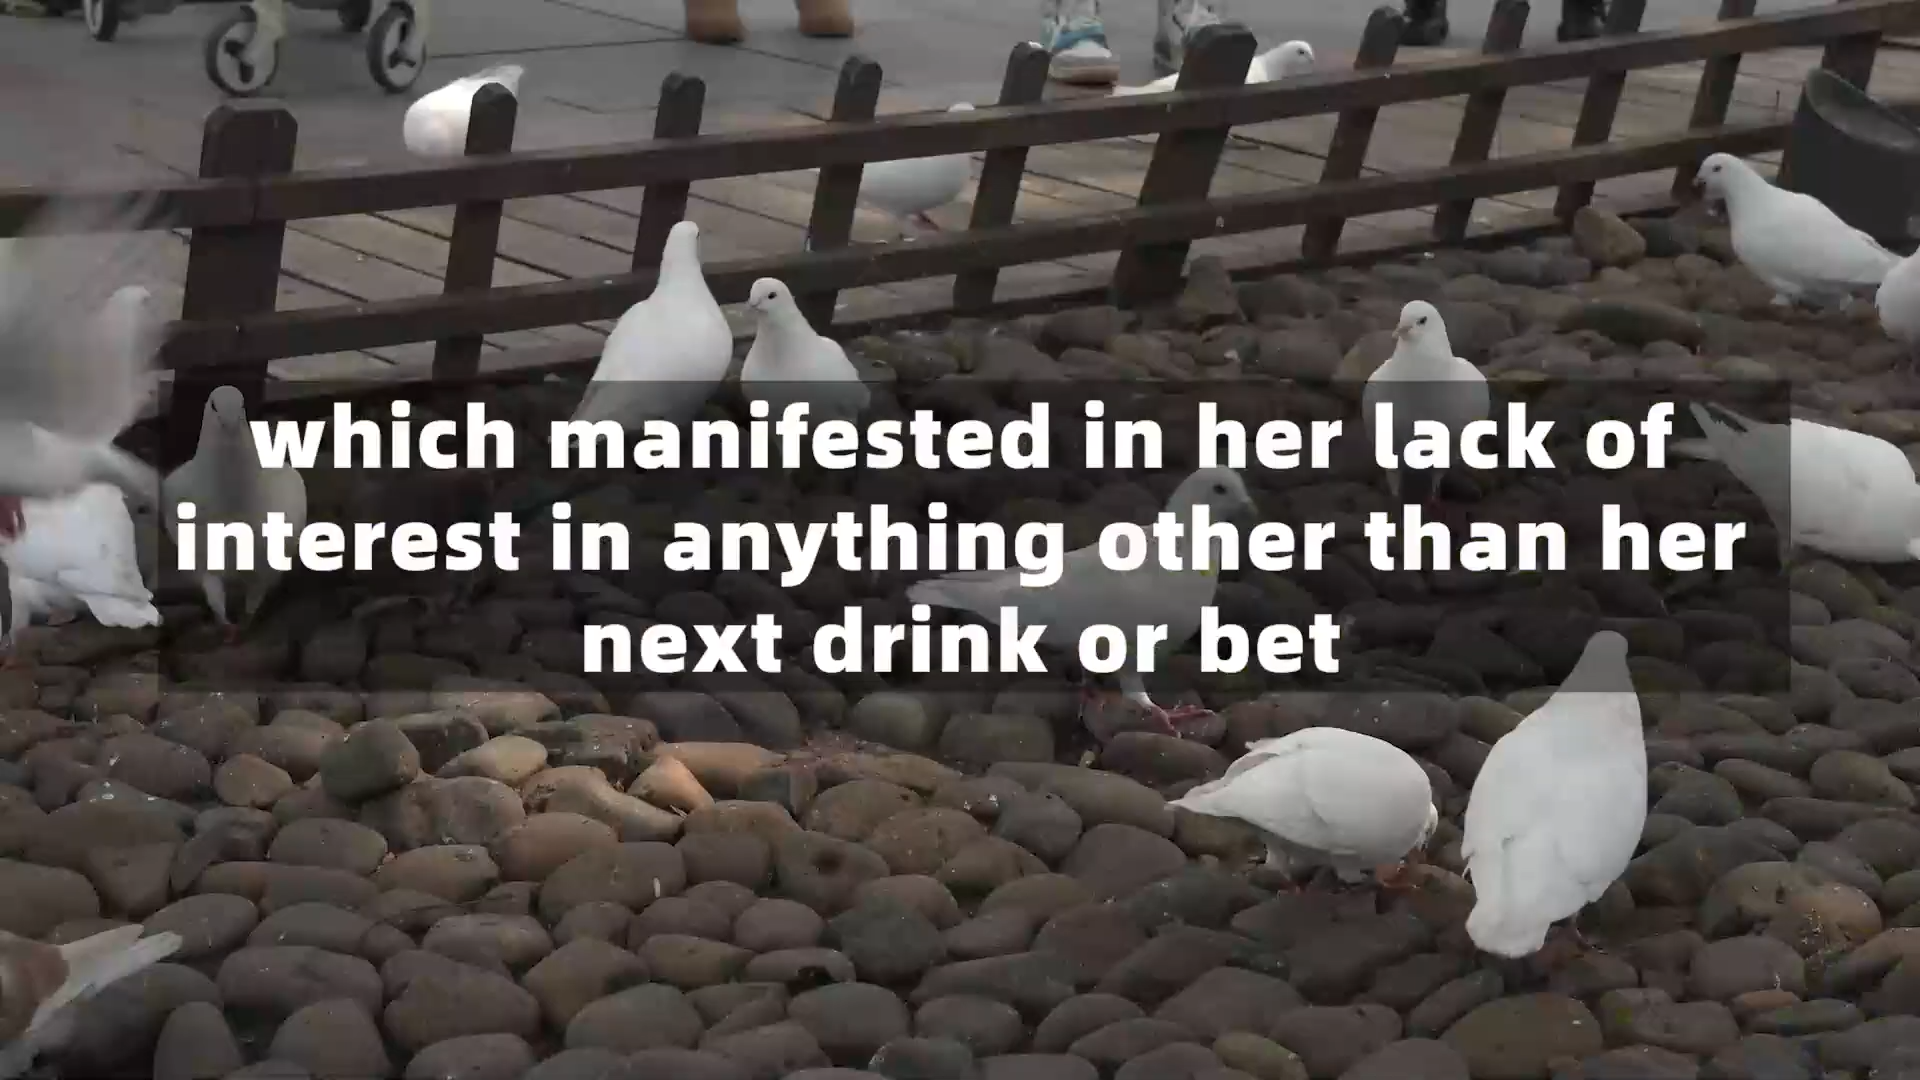 which manifested in her lack of
interest in anything other than her
next drink or bet